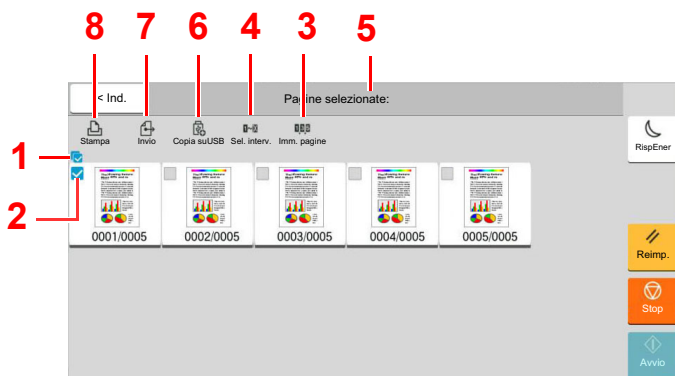 8 7 6 4 3 5
< Ind.
Pagine selezionate:
Stampa Invio Copia suUSB Sel. interv. Imm. pagine
RispEner
1
2
0001/0005 0002/0005 0003/0005 0004/0005 0005/0005
Reimp.
Stop
Avvio